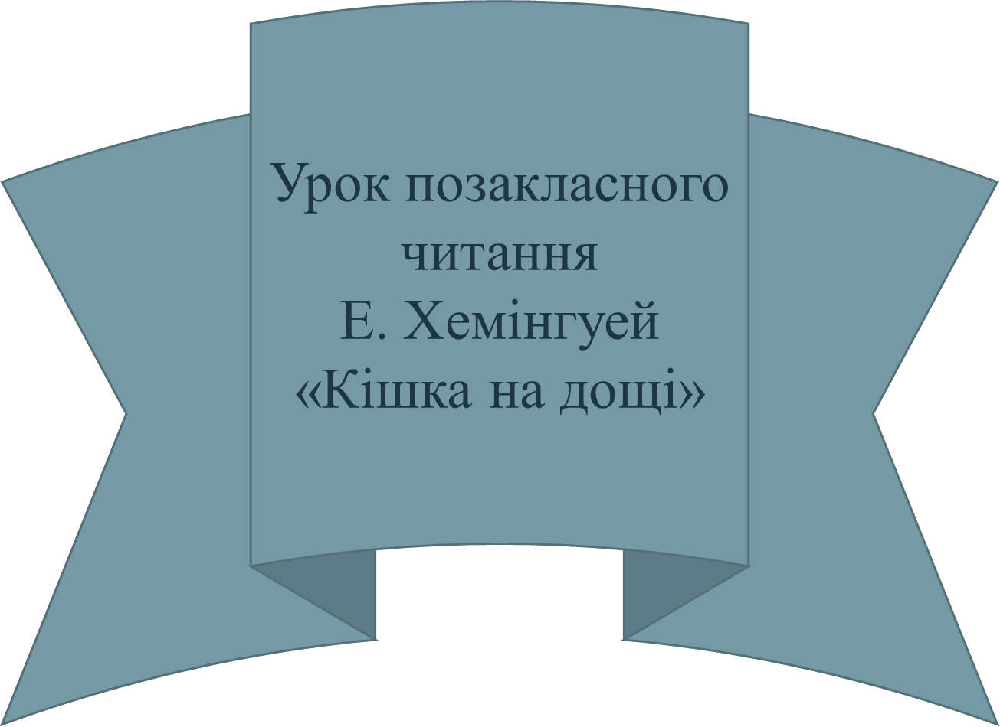 Урок позакласного
читання
Е. Хемінгуей
«Кішка на дощі»